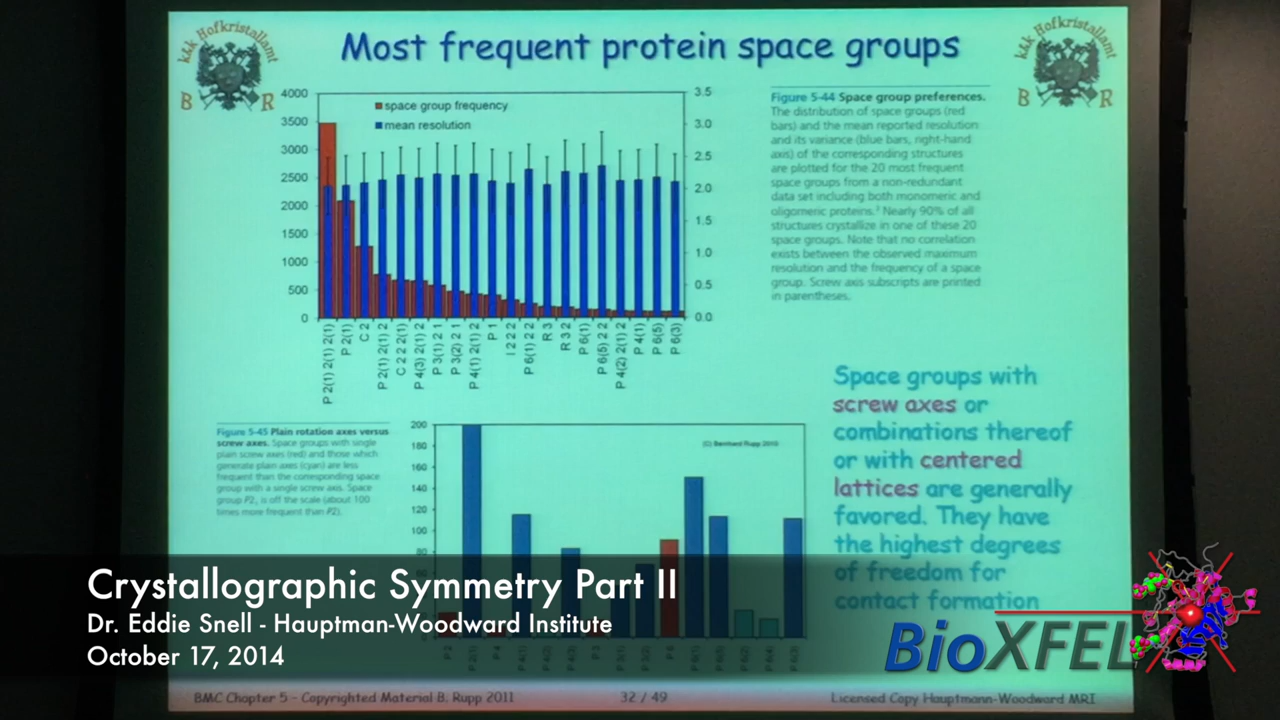 kkk Hofkristallamt
B R
Most frequent protein space groups
kkk Hofkristallamt
B R
4000
3500
3000
2500
2000
1500
1000
500
0
space group frequency
mean resolution
3.5
3.0
2.5
2.0
1.5
1.0
0.5
0.0
P 2(1) 2(1) 2(1)
P 2(1)
C 2
P 2(1) 2(1) 2
C 2 2 2(1)
P 4(3) 2(1) 2
P 3(1) 2 1
P 3(2) 2 1
P 4(1) 2(1) 2
P 1
I 2 2 2
P 6(1) 2 2
R 3
R 3 2
P 6(1)
P 6(5) 2 2
P 4(2) 2(1) 2
P 4(1)
P 6(5)
P 6(3)
Figure 5-44 Space group preferences.
The distribution of space groups (red
bars) and the mean reported resolution
and its variance (blue bars, right-hand
axis) of the corresponding structures
are plotted for the 20 most frequent
space groups from a non-redundant
data set including both monomeric and
oligomeric proteins.² Nearly 90% of all
structures crystallize in one of these 20
space groups. Note that no correlation
exists between the observed maximum
resolution and the frequency of a space
group. Screw axis subscripts are printed
in parentheses.
Figure 5-45 Plain rotation axes versus
screw axes. Space groups with single
plain screw axes (red) and those which
generate plain axes (cyan) are less
frequent than the corresponding space
group with a single screw axis. Space
group P2, is off the scale (about 100
times more frequent than P2).
200
180
160
140
120
100
80
(C) Bernhard Rupp 2010
Space groups with
screw axes or
combinations thereof
or with centered
lattices are generally
favored. They have
the highest degrees
of freedom for
contact formation
Crystallographic Symmetry Part II
Dr. Eddie Snell - Hauptman-Woodward Institute
October 17, 2014
BioXFEL
BMC Chapter 5 - Copyrighted Material B. Rupp 2011
32 / 49
Licensed Copy Hauptmann-Woodward MRI